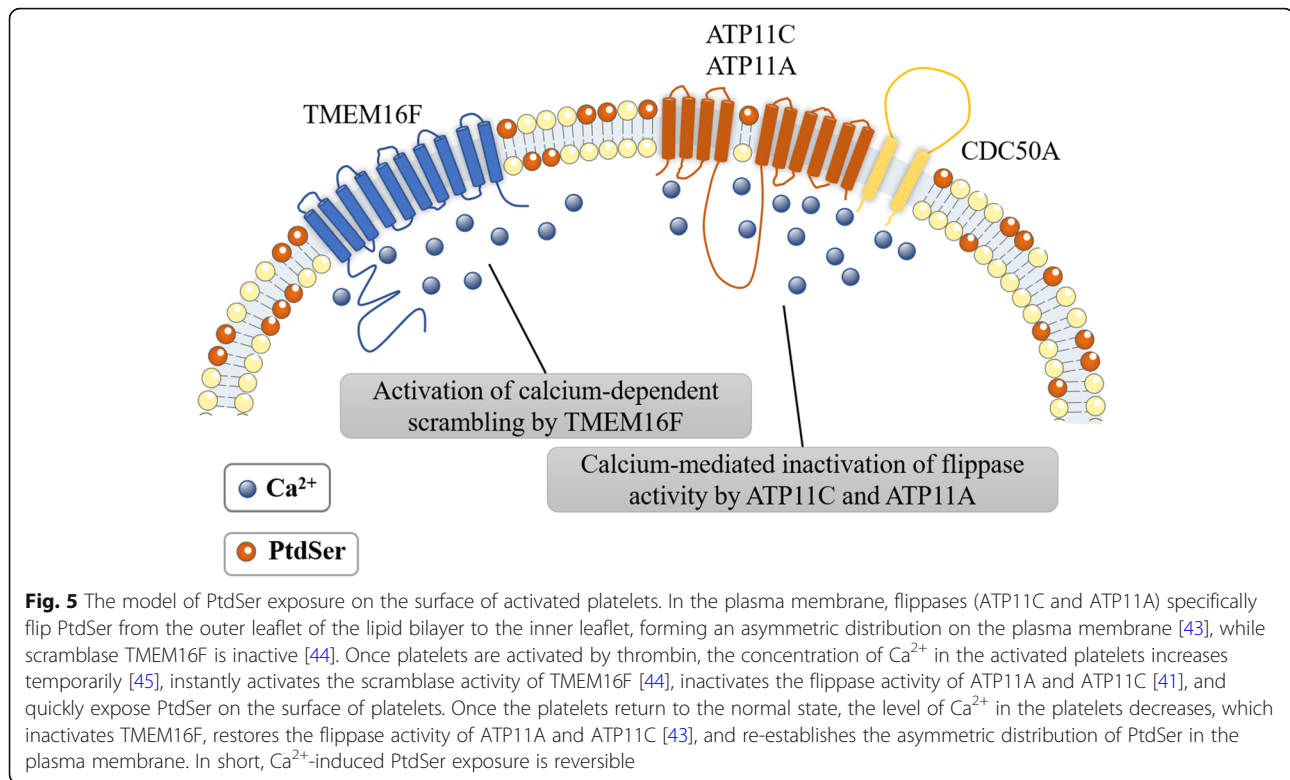 ATP11C
ATP11A
TMEM16F
CDC50A
Activation of calcium-dependent
scrambling by TMEM16F
Calcium-mediated inactivation of flippase
activity by ATP11C and ATP11A
Ca²⁺
PtdSer
Fig. 5 The model of PtdSer exposure on the surface of activated platelets. In the plasma membrane, flippases (ATP11C and ATP11A) specifically
flip PtdSer from the outer leaflet of the lipid bilayer to the inner leaflet, forming an asymmetric distribution on the plasma membrane [43], while
scramblase TMEM16F is inactive [44]. Once platelets are activated by thrombin, the concentration of Ca²⁺ in the activated platelets increases
temporarily [45], instantly activates the scramblase activity of TMEM16F [44], inactivates the flippase activity of ATP11A and ATP11C [41], and
quickly expose PtdSer on the surface of platelets. Once the platelets return to the normal state, the level of Ca²⁺ in the platelets decreases, which
inactivates TMEM16F, restores the flippase activity of ATP11A and ATP11C [43], and re-establishes the asymmetric distribution of PtdSer in the
plasma membrane. In short, Ca²⁺-induced PtdSer exposure is reversible